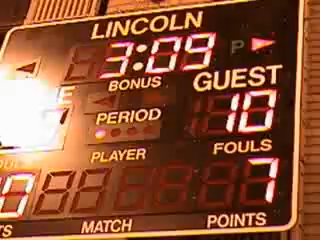 LINCOLN
3:09 P
BONUS GUEST
PERIOD 10
PLAYER FOULS
7
MATCH POINTS